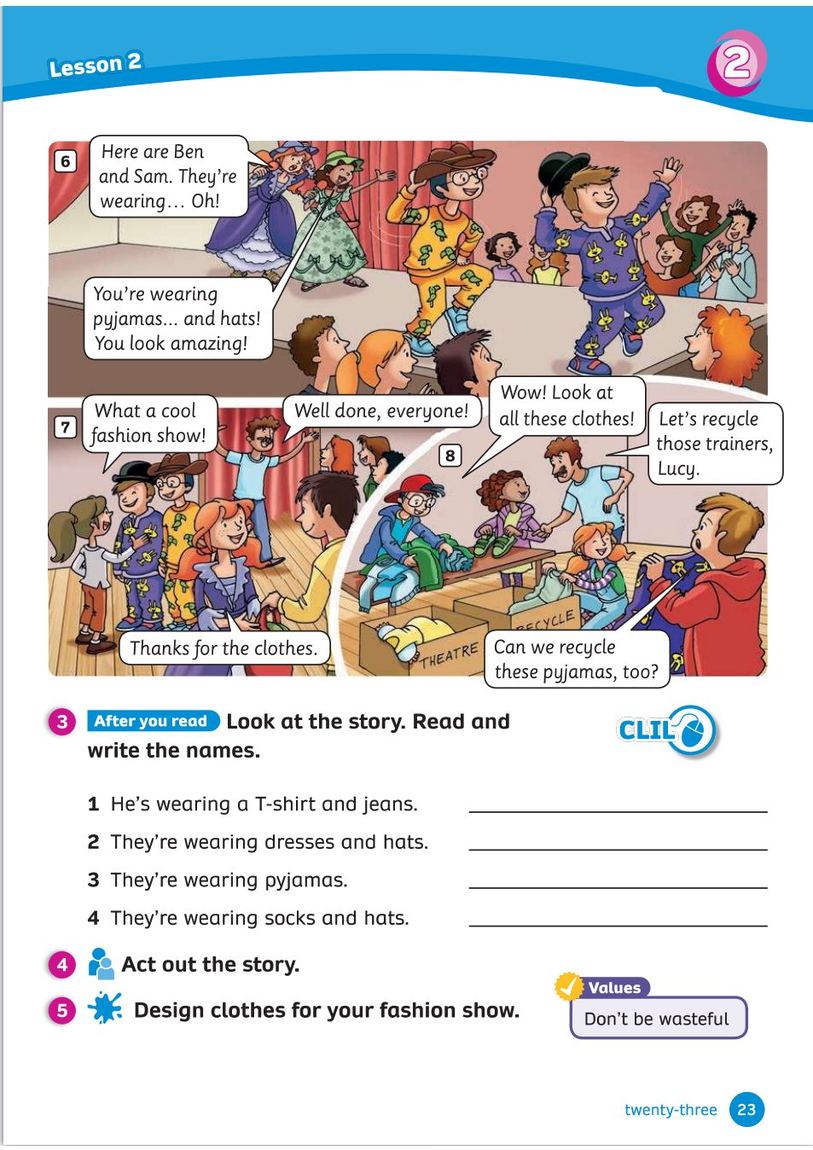 Lesson 2
2
6
Here are Ben
and Sam. They're
wearing... Oh!
You're wearing
pyjamas... and hats!
You look amazing!
7
What a cool
fashion show!
Well done, everyone!
Thanks for the clothes.
8
Wow! Look at
all these clothes!
Let's recycle
those trainers,
Lucy.
THEATRE
RECYCLE
Can we recycle
these pyjamas, too?
3 After you read Look at the story. Read and
write the names.
CLIL
1 He's wearing a T-shirt and jeans.
2 They're wearing dresses and hats.
3 They're wearing pyjamas.
4 They're wearing socks and hats.
4 Act out the story.
5 Design clothes for your fashion show.
Values
Don't be wasteful
twenty-three 23